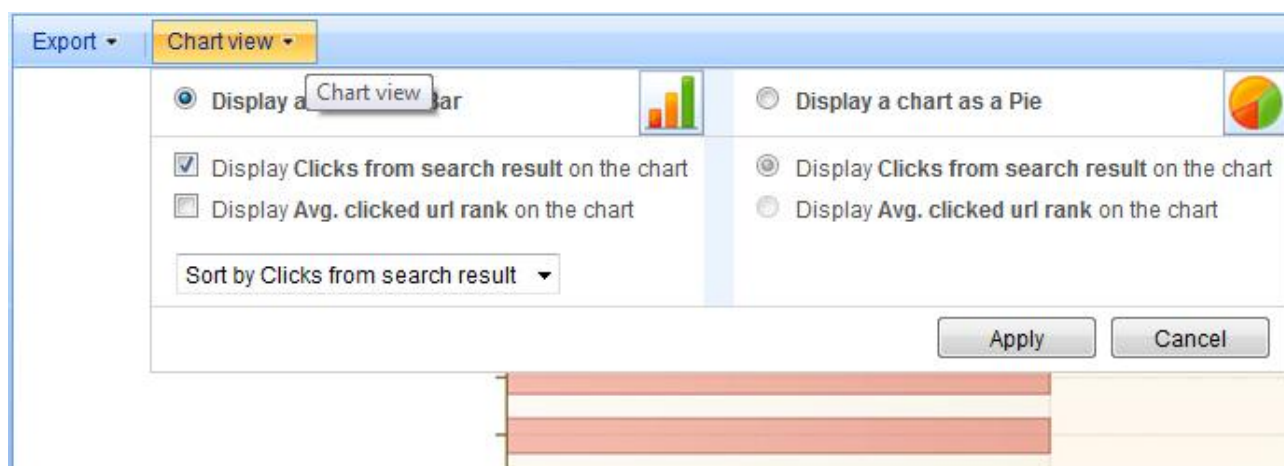 Export
Chart view
Display a Bar
Chart view
Display a chart as a Pie
Display Clicks from search result on the chart
Display Avg. clicked url rank on the chart
Display Clicks from search result on the chart
Display Avg. clicked url rank on the chart
Sort by Clicks from search result
Apply
Cancel